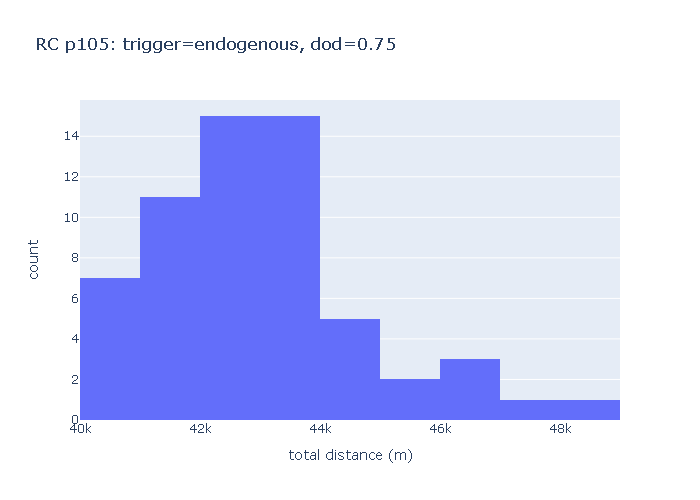 RC p105: trigger=endogenous, dod=0.75
count
14
12
10
8
6
4
2
0
40k
42k
44k
46k
48k
total distance (m)